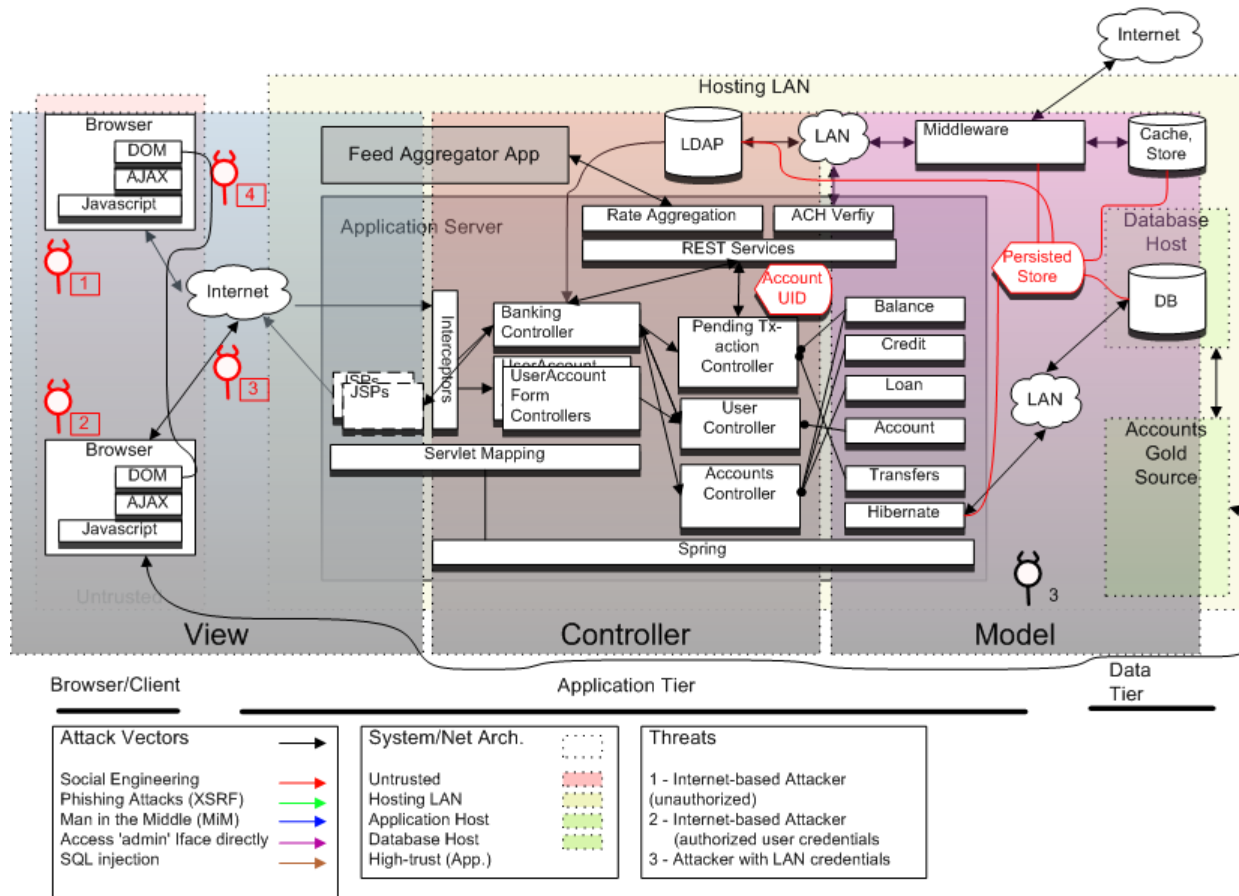 Internet
Hosting LAN
Browser
DOM
AJAX
Javascript
4
1
Feed Aggregator App
LDAP
LAN
Middleware
Cache,
Store
Application Server
Rate Aggregation
ACH Verfiy
REST Services
Database
Host
Persisted
Store
DB
Account
UID
Internet
Interceptors
Banking
Controller
Pending Tx-
action
Controller
Balance
Credit
Loan
Account
Transfers
Hibernate
LAN
JSPs
JSPs
UserAccount
UserAccount
Form
Controllers
User
Controller
Accounts
Controller
Servlet Mapping
Spring
Accounts
Gold
Source
3
2
Browser
DOM
AJAX
Javascript
Untrusted
3
View
Controller
Model
Browser/Client
Application Tier
Data
Tier
Attack Vectors
Social Engineering
Phishing Attacks (XSRF)
Man in the Middle (MiM)
Access 'admin' Iface directly
SQL injection
System/Net Arch.
Untrusted
Hosting LAN
Application Host
Database Host
High-trust (App.)
Threats
1 - Internet-based Attacker
(unauthorized)
2 - Internet-based Attacker
(authorized user credentials
3 - Attacker with LAN credentials